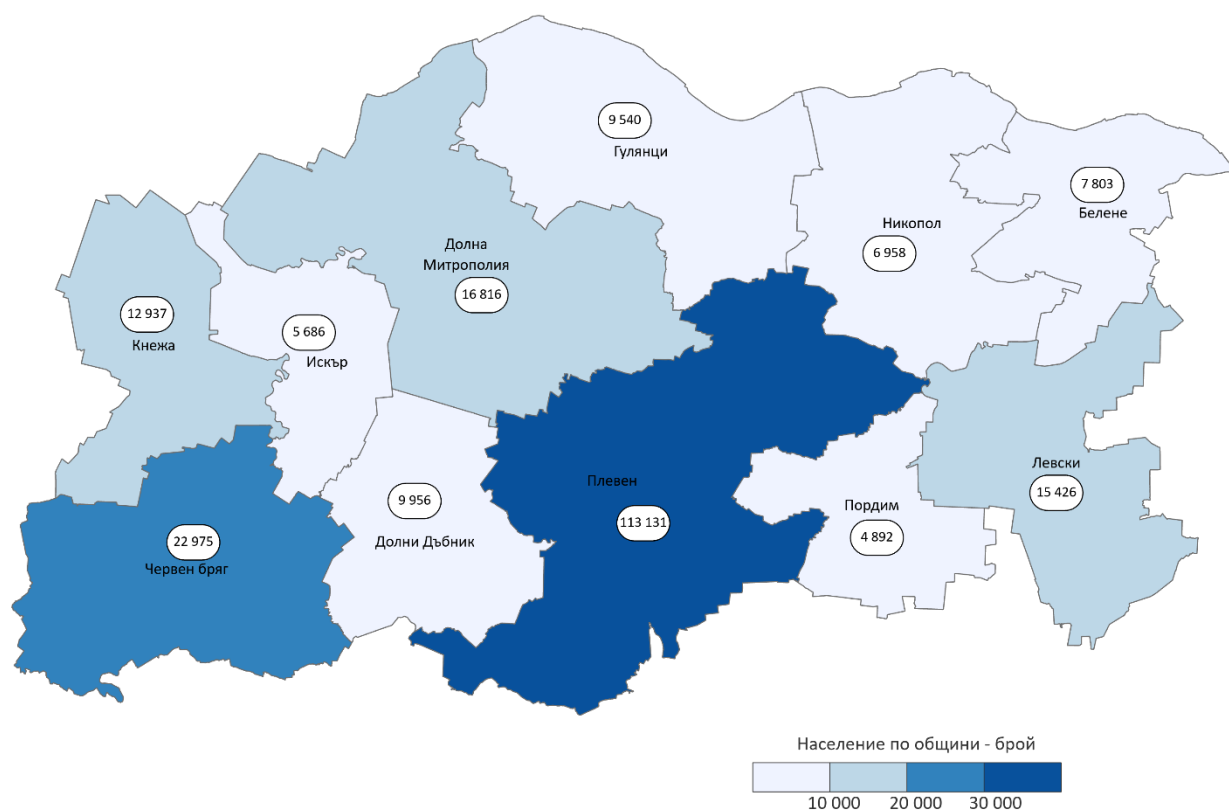 9 540
Гулянци
7 803
Белене
Никопол
6 958
Долна
Митрополия
16 816
12 937
Кнежа
5 686
Искър
Левски
15 426
Плевен
113 131
9 956
Долни Дъбник
Пордим
4 892
22 975
Червен бряг
Население по общини - брой
10 000 20 000 30 000